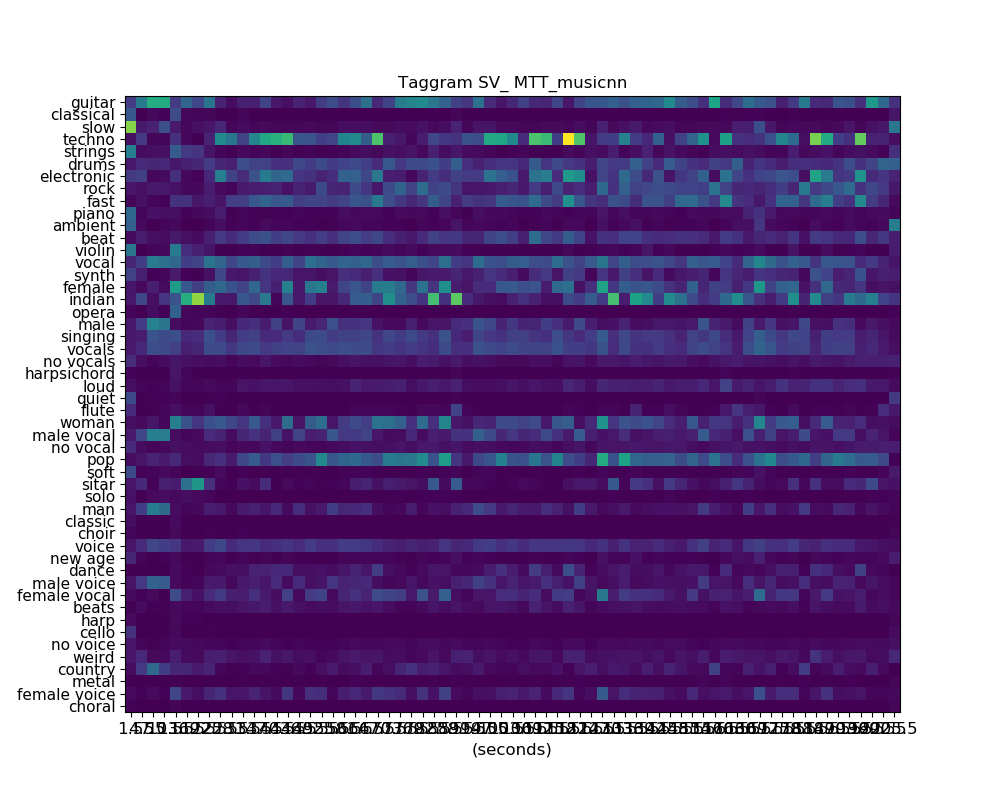 Taggram SV_ MTT_musicnn
guitar
classical
slow
techno
strings
drums
electronic
rock
fast
piano
ambient
beat
violin
vocal
synth
female
indian
opera
male
singing
vocals
no vocals
harpsichord
loud
quiet
flute
woman
male vocal
no vocal
pop
soft
sitar
solo
man
classic
choir
voice
new age
dance
male voice
female vocal
beats
harp
cello
no voice
weird
country
metal
female voice
choral
(seconds)